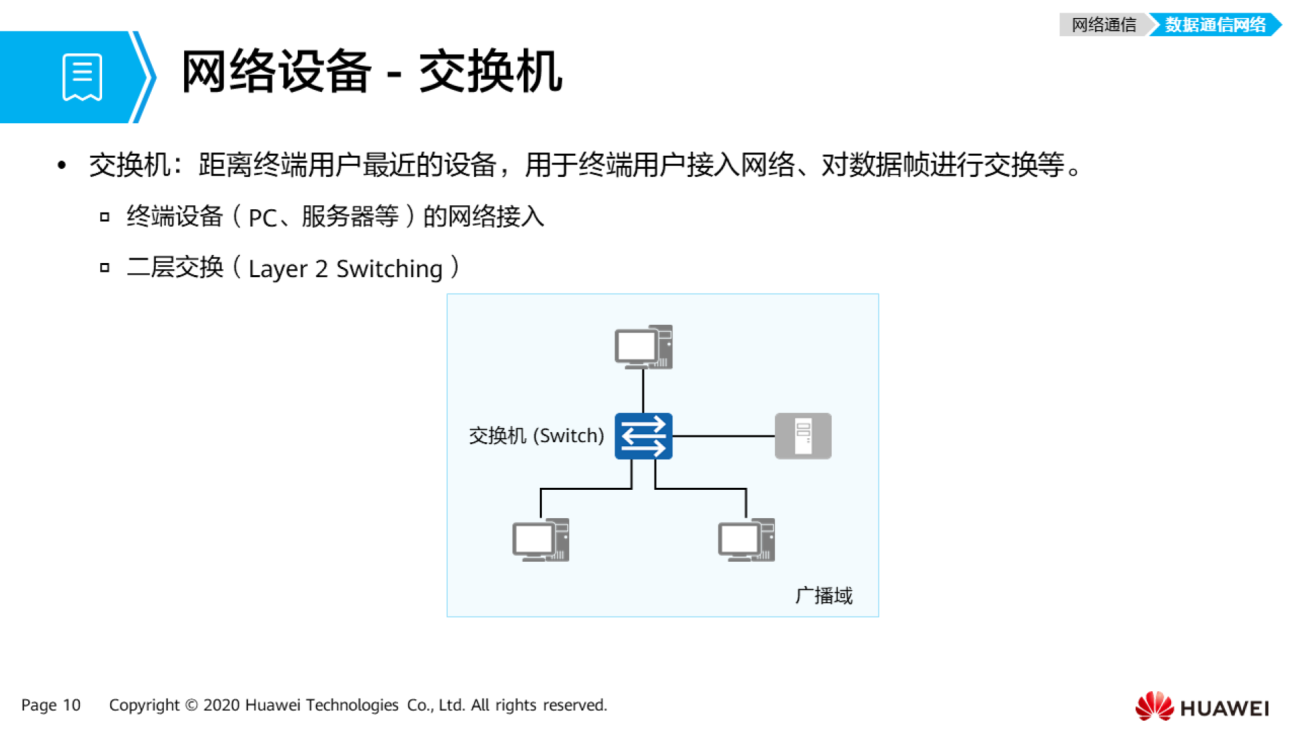 网络通信
数据通信网络
网络设备 - 交换机
• 交换机：距离终端用户最近的设备，用于终端用户接入网络、对数据帧进行交换等。
▫ 终端设备（PC、服务器等）的网络接入
▫ 二层交换（Layer 2 Switching）
交换机 (Switch)
广播域
Page 10
Copyright © 2020 Huawei Technologies Co., Ltd. All rights reserved.
HUAWEI